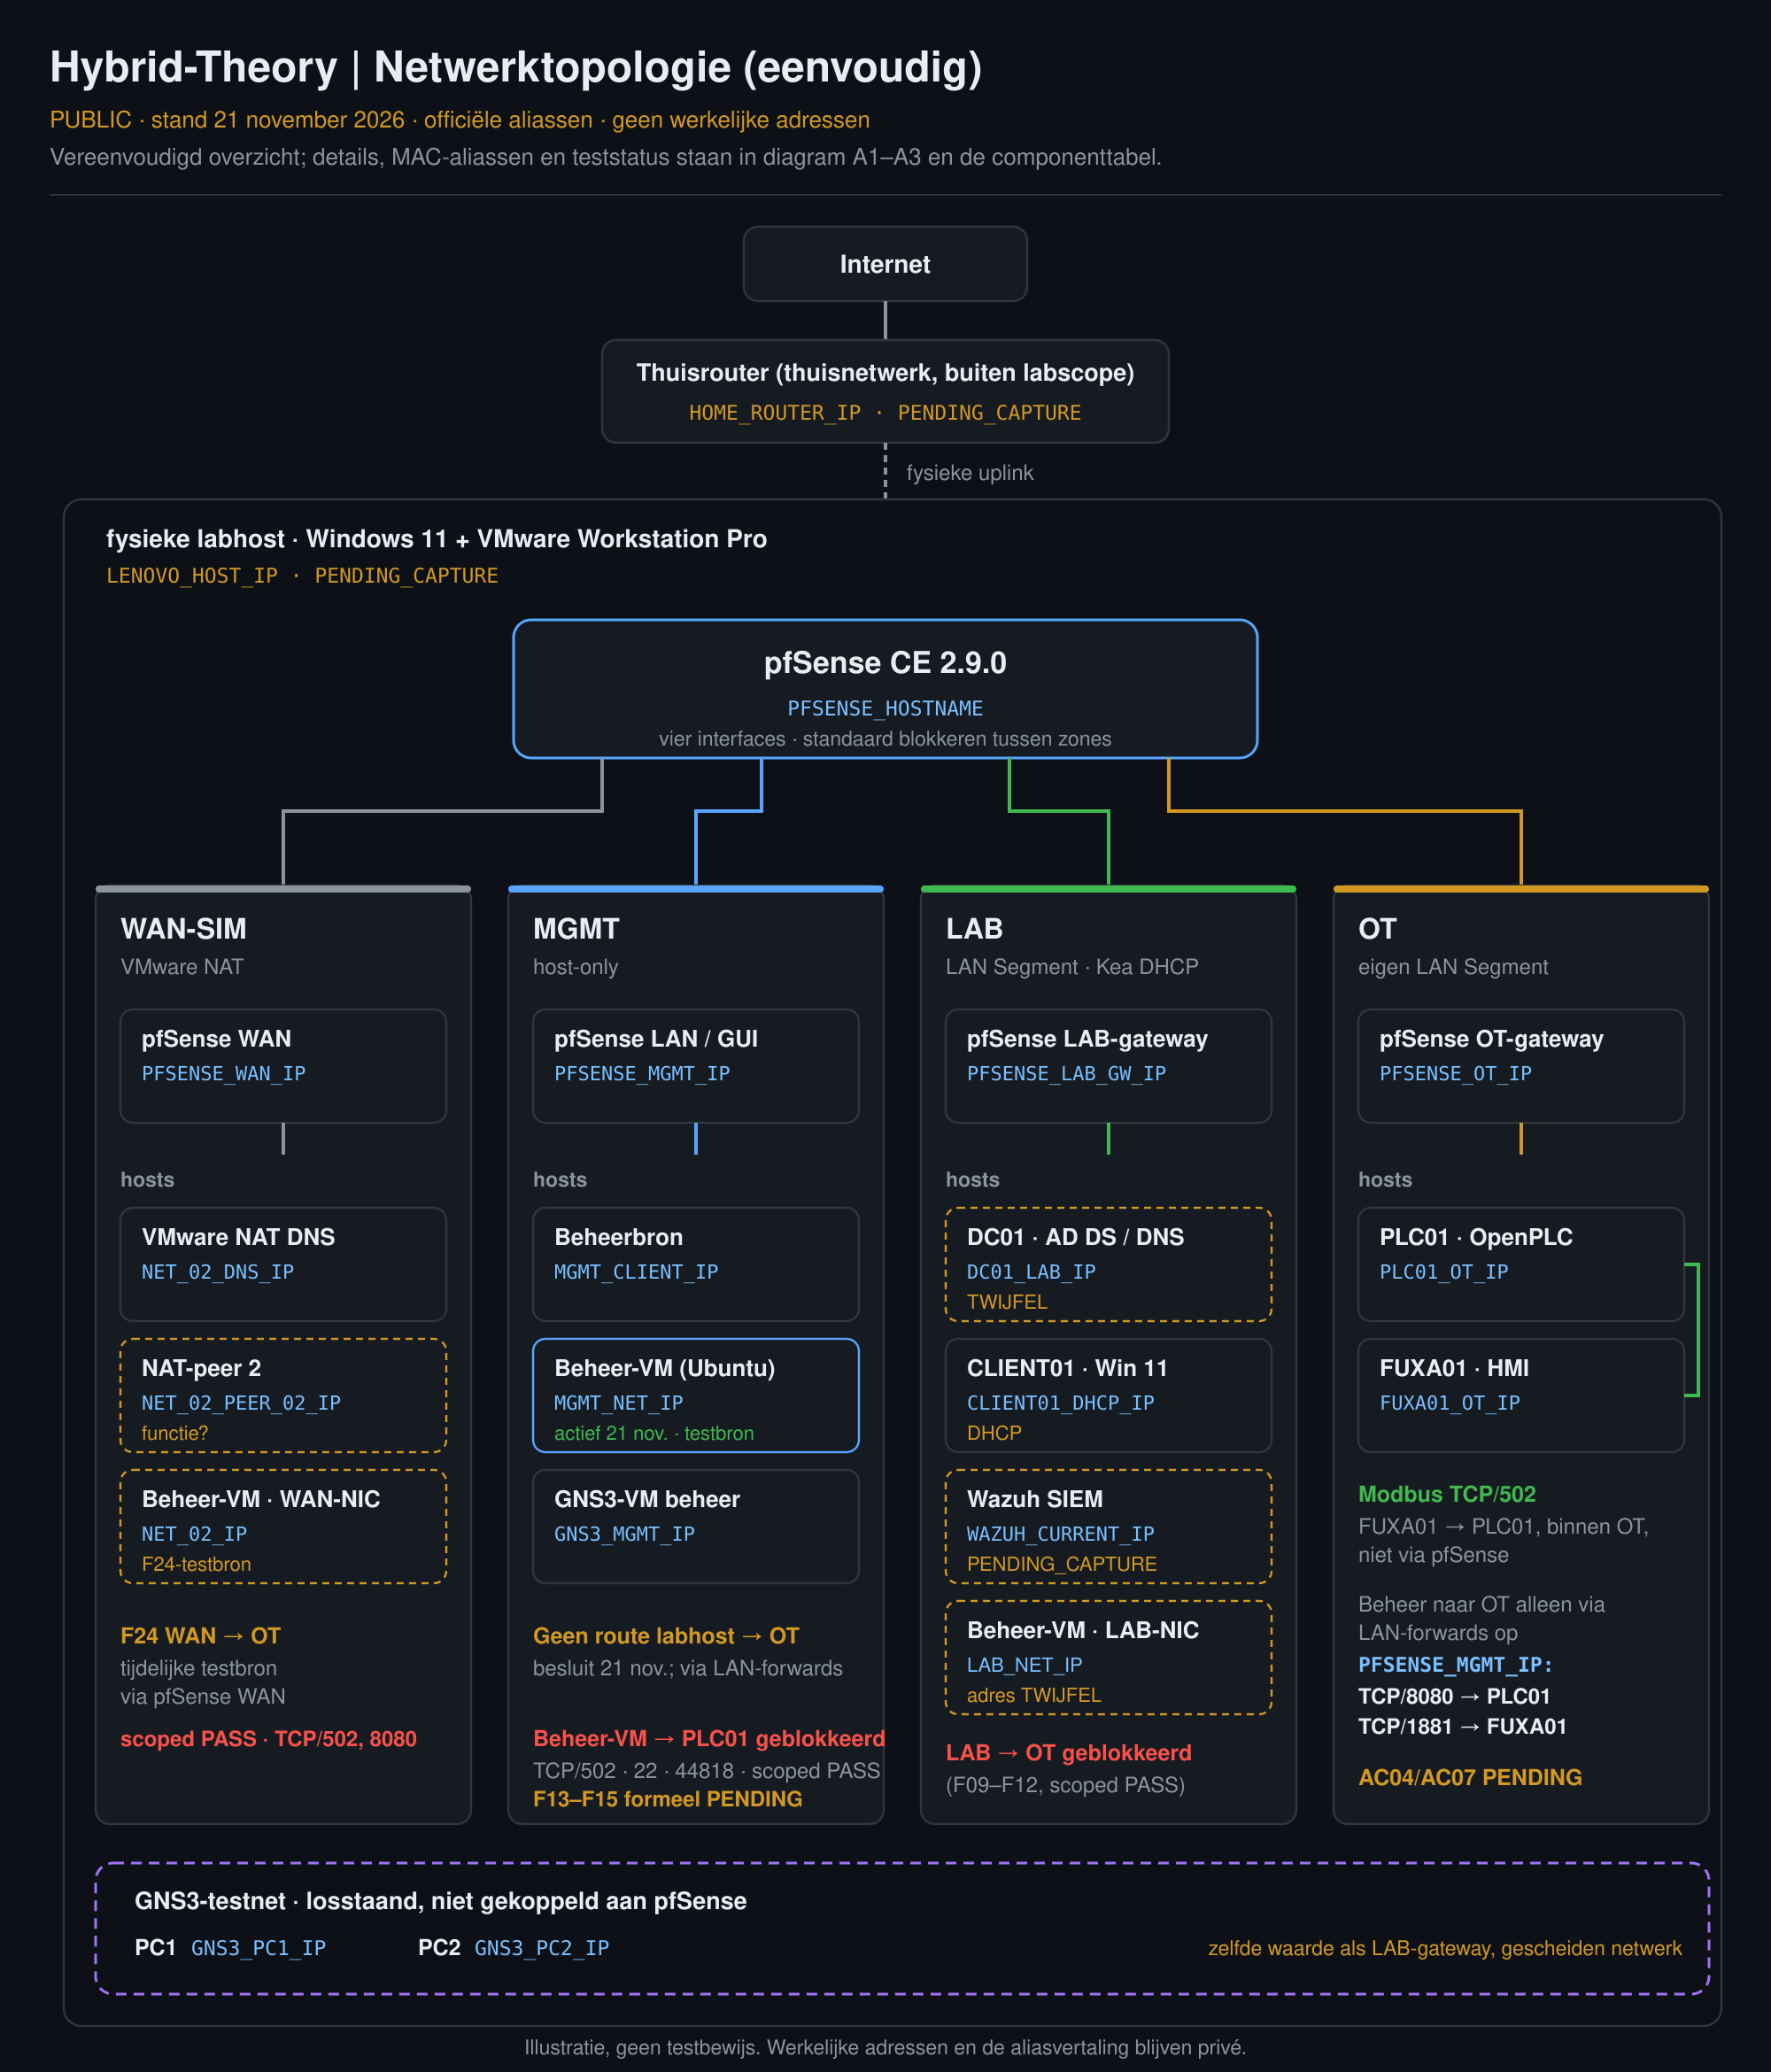 Hybrid-Theory | Netwerktopologie (eenvoudig)
PUBLIC · stand 21 november 2026 · officiële aliassen · geen werkelijke adressen
Vereenvoudigd overzicht; details, MAC-aliassen en teststatus staan in diagram A1–A3 en de componenttabel.
Internet
Thuisrouter (thuisnetwerk, buiten labscope)
HOME_ROUTER_IP · PENDING_CAPTURE
fysieke uplink
fysieke labhost · Windows 11 + VMware Workstation Pro
LENOVO_HOST_IP · PENDING_CAPTURE
pfSense CE 2.9.0
PFSENSE_HOSTNAME
vier interfaces · standaard blokkeren tussen zones
WAN-SIM
VMware NAT
pfSense WAN
PFSENSE_WAN_IP
hosts
VMware NAT DNS
NET_02_DNS_IP
NAT-peer 2
NET_02_PEER_02_IP
functie?
Beheer-VM · WAN-NIC
NET_02_IP
F24-testbron
F24 WAN → OT
tijdelijke testbron
via pfSense WAN
scoped PASS · TCP/502, 8080
MGMT
host-only
pfSense LAN / GUI
PFSENSE_MGMT_IP
hosts
Beheerbron
MGMT_CLIENT_IP
Beheer-VM (Ubuntu)
MGMT_NET_IP
actief 21 nov. · testbron
GNS3-VM beheer
GNS3_MGMT_IP
Geen route labhost → OT
besluit 21 nov.; via LAN-forwards
Beheer-VM → PLC01 geblokkeerd
TCP/502 · 22 · 44818 · scoped PASS
F13–F15 formeel PENDING
LAB
LAN Segment · Kea DHCP
pfSense LAB-gateway
PFSENSE_LAB_GW_IP
hosts
DC01 · AD DS / DNS
DC01_LAB_IP
TWIJFEL
CLIENT01 · Win 11
CLIENT01_DHCP_IP
DHCP
Wazuh SIEM
WAZUH_CURRENT_IP
PENDING_CAPTURE
Beheer-VM · LAB-NIC
LAB_NET_IP
adres TWIJFEL
LAB → OT geblokkeerd
(F09–F12, scoped PASS)
OT
eigen LAN Segment
pfSense OT-gateway
PFSENSE_OT_IP
hosts
PLC01 · OpenPLC
PLC01_OT_IP
FUXA01 · HMI
FUXA01_OT_IP
Modbus TCP/502
FUXA01 → PLC01, binnen OT,
niet via pfSense
Beheer naar OT alleen via
LAN-forwards op
PFSENSE_MGMT_IP:
TCP/8080 → PLC01
TCP/1881 → FUXA01
AC04/AC07 PENDING
GNS3-testnet · losstaand, niet gekoppeld aan pfSense
PC1 GNS3_PC1_IP PC2 GNS3_PC2_IP zelfde waarde als LAB-gateway, gescheiden netwerk
Illustratie, geen testbewijs. Werkelijke adressen en de aliasvertaling blijven privé.